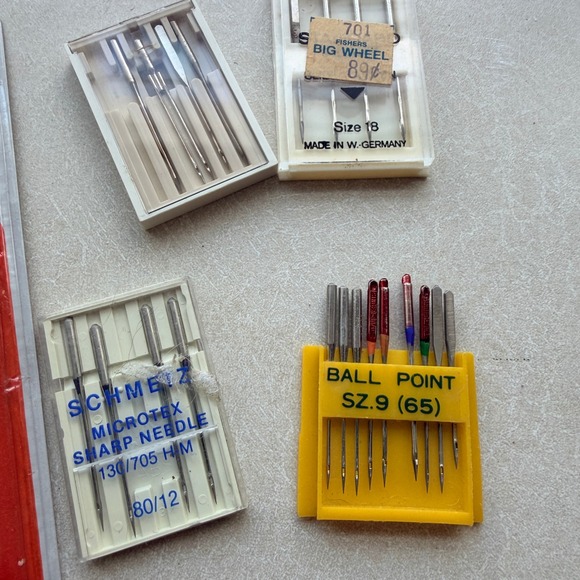 701
FISHERS
BIG WHEEL
89¢
Size 18
MADE IN W.-GERMANY
SCHMETZ
MICROTEX
SHARP NEEDLE
130/705 H-M
80/12
BALL POINT
SZ.9 (65)